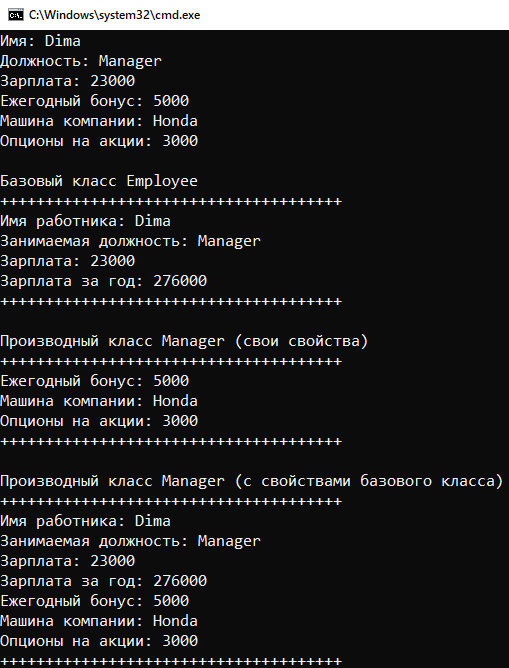 C:\Windows\system32\cmd.exe
Имя: Dima
Должность: Manager
Зарплата: 23000
Ежегодный бонус: 5000
Машина компании: Honda
Опционы на акции: 3000
Базовый класс Employee
++++++++++++++++++++++++++++++++++++++
Имя работника: Dima
Занимаемая должность: Manager
Зарплата: 23000
Зарплата за год: 276000
++++++++++++++++++++++++++++++++++++++
Производный класс Manager (свои свойства)
++++++++++++++++++++++++++++++++++++++
Ежегодный бонус: 5000
Машина компании: Honda
Опционы на акции: 3000
++++++++++++++++++++++++++++++++++++++
Производный класс Manager (с свойствами базового класса)
++++++++++++++++++++++++++++++++++++++
Имя работника: Dima
Занимаемая должность: Manager
Зарплата: 23000
Зарплата за год: 276000
Ежегодный бонус: 5000
Машина компании: Honda
Опционы на акции: 3000
++++++++++++++++++++++++++++++++++++++